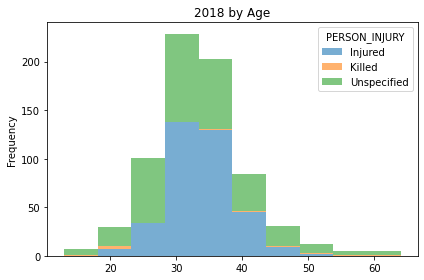 2018 by Age
PERSON_INJURY
Injured
Killed
Unspecified
Frequency
200
150
100
50
0
20
30
40
50
60